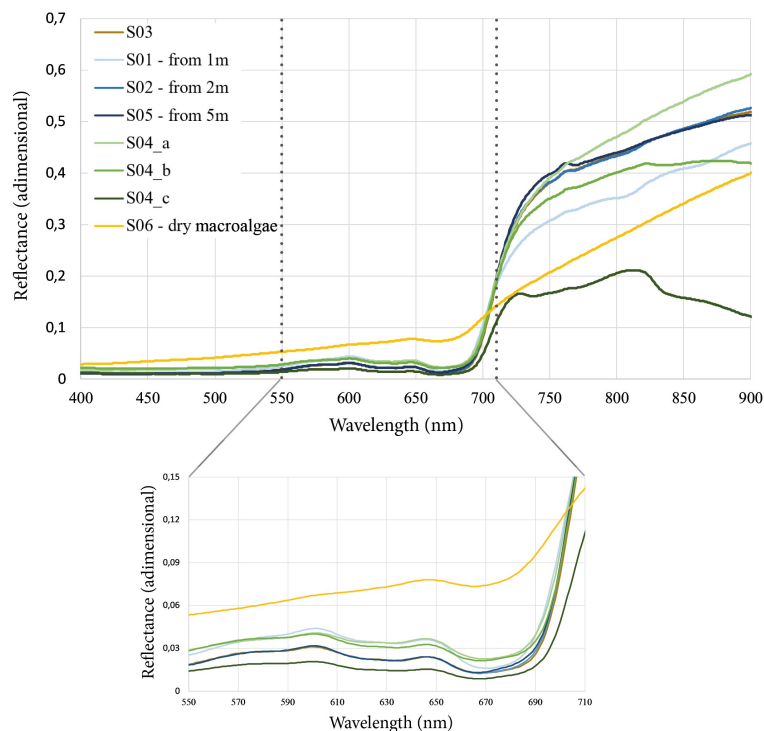 0,7
0,6
0,5
0,4
0,3
0,2
0,1
0
Reflectance (adimensional)
S03
S01 - from 1m
S02 - from 2m
S05 - from 5m
S04_a
S04_b
S04_c
S06 - dry macroalgae
400 450 500 550 600 650 700 750 800 850 900
Wavelength (nm)
0,15
0,12
0,09
0,06
0,03
0
Reflectance (adimensional)
550 570 590 610 630 650 670 690 710
Wavelength (nm)